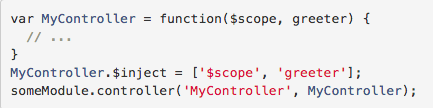 var MyController = function($scope, greeter) {
  // ...
}
MyController.$inject = ['$scope', 'greeter'];
someModule.controller('MyController', MyController);